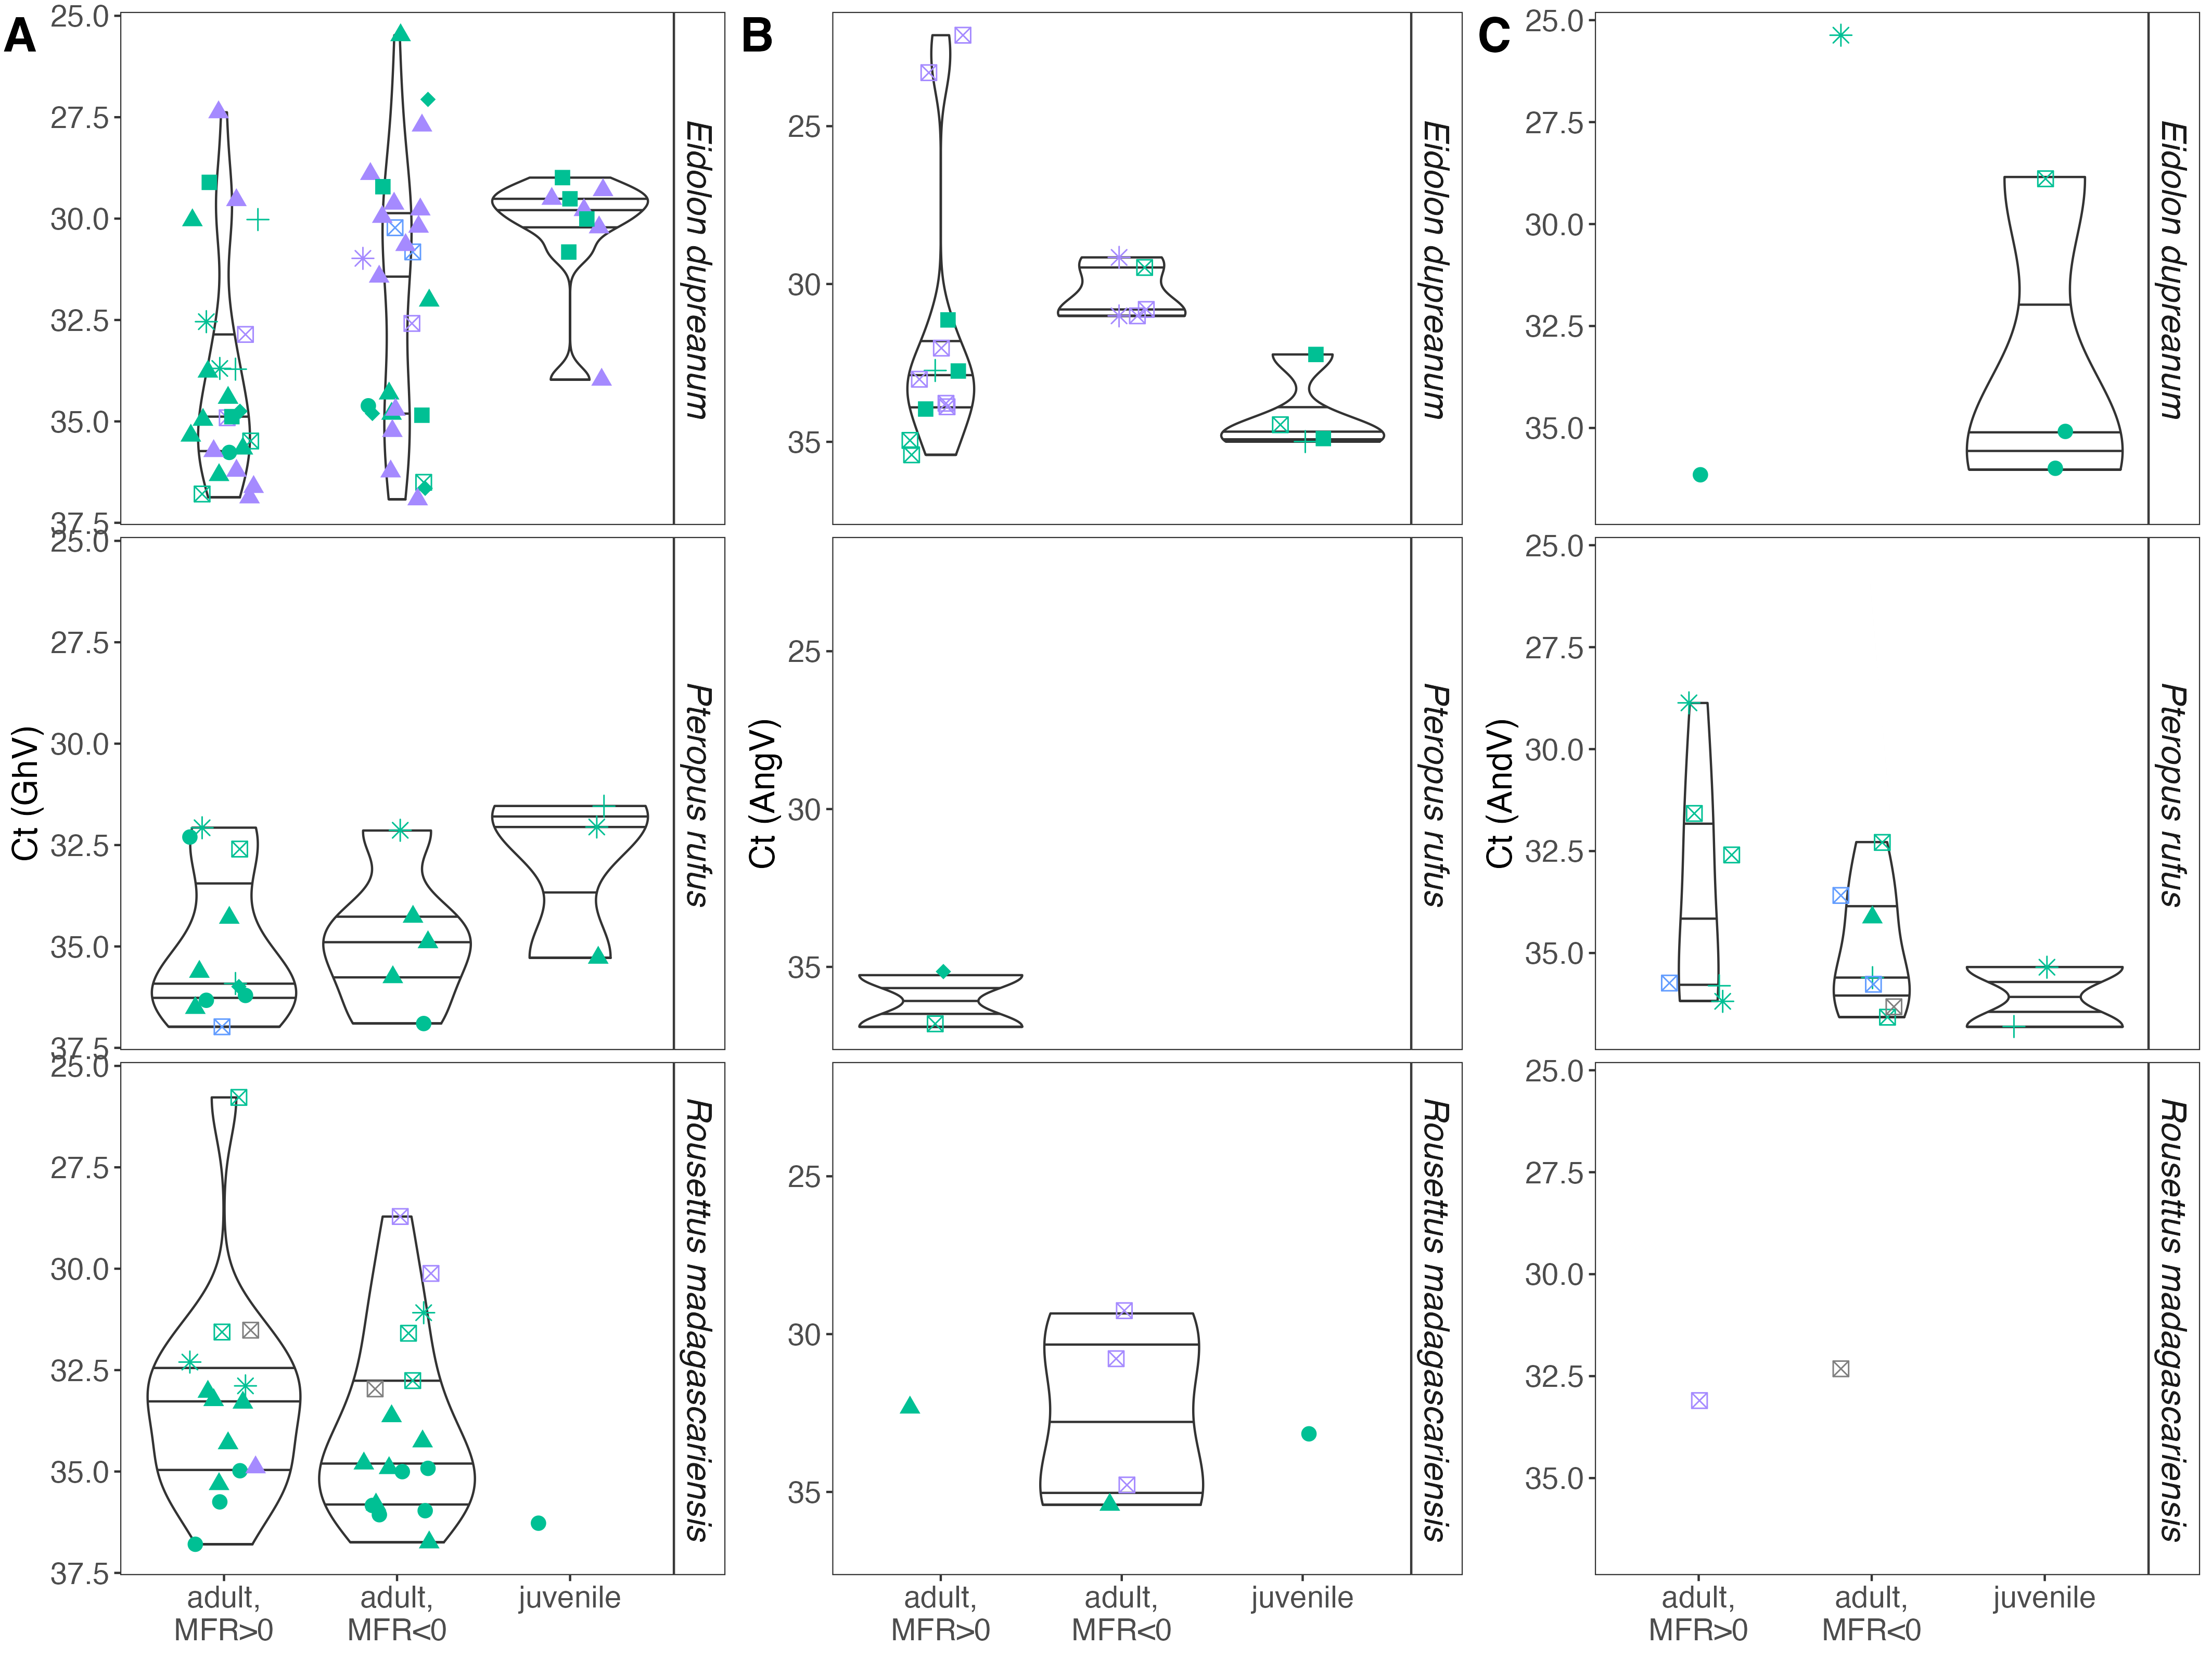 A
25.0
27.5
30.0
32.5
35.0
37.5
Eidolon dupreanum
25.0
27.5
30.0
32.5
35.0
37.5
Pteropus rufus
25.0
27.5
30.0
32.5
35.0
37.5
Rousettus madagascariensis
Ct (GhV)
adult,
MFR>0
adult,
MFR<0
juvenile
B
25
30
35
Eidolon dupreanum
25
30
35
Pteropus rufus
25
30
35
Rousettus madagascariensis
Ct (AngV)
adult,
MFR>0
adult,
MFR<0
juvenile
C
25.0
27.5
30.0
32.5
35.0
Eidolon dupreanum
25.0
27.5
30.0
32.5
35.0
Pteropus rufus
25.0
27.5
30.0
32.5
35.0
Rousettus madagascariensis
Ct (AndV)
adult,
MFR>0
adult,
MFR<0
juvenile